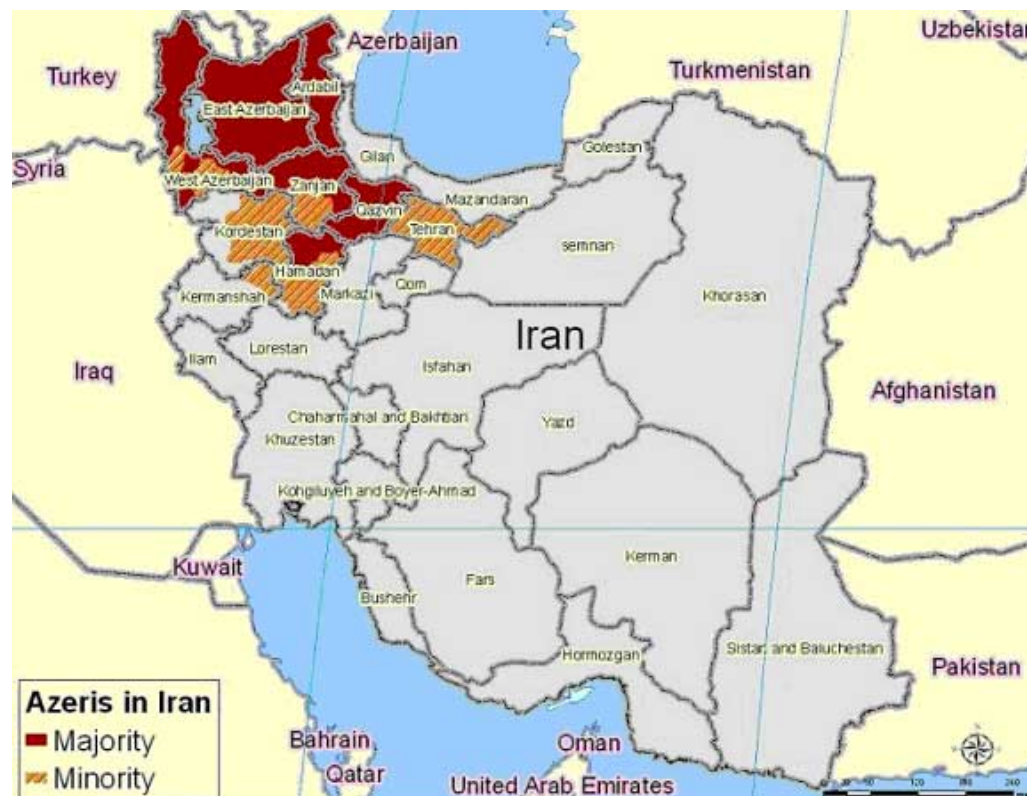 Uzbekistan
Azerbaijan
Turkey
Turkmenistan
Ardabil
East Azerbaijan
Golestan
Gilan
Syria
West Azerbaijan
Zanjan
Mazandaran
Qazvin
Tehran
Kordestan
semnan
Hamadan
Qom
Kermanshah
Markazi
Khorasan
Iran
Lorestan
Ilam
Isfahan
Iraq
Afghanistan
Chaharmahal and Bakhtiari
Yazd
Khuzestan
Kohgiluyeh and Boyer-Ahmad
Kerman
Kuwait
Fars
Bushehr
Sistan and Baluchestan
Hormozgan
Pakistan
Azeris in Iran
Majority
Minority
Bahrain
Oman
Qatar
United Arab Emirates
120 180 240